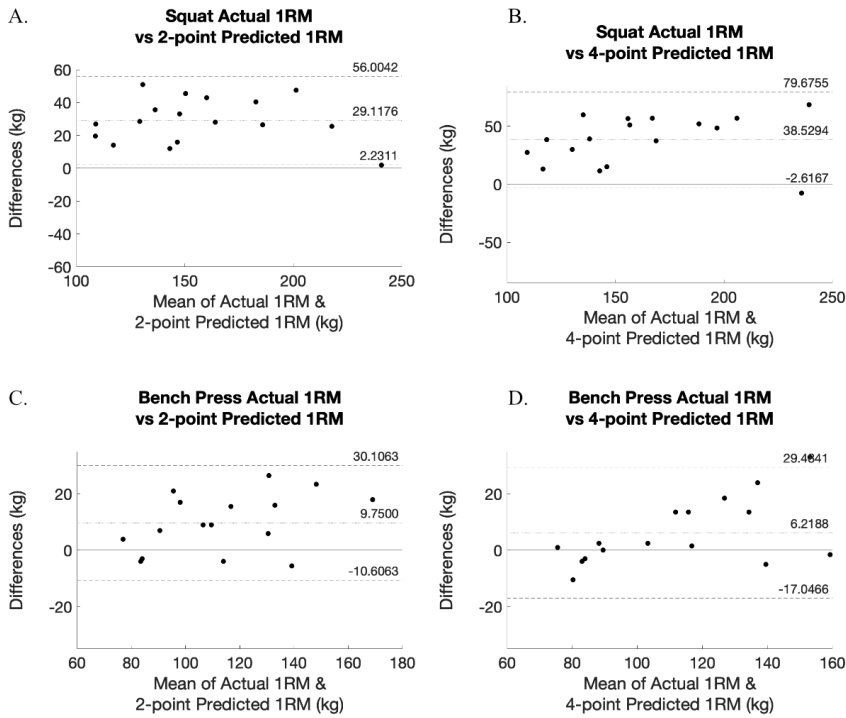 A.
Squat Actual 1RM
vs 2-point Predicted 1RM
56.0042
29.1176
2.2311
60
40
20
0
-20
-40
-60
Differences (kg)
100
150
200
250
Mean of Actual 1RM &
2-point Predicted 1RM (kg)
B.
Squat Actual 1RM
vs 4-point Predicted 1RM
79.6755
38.5294
-2.6167
50
0
-50
Differences (kg)
100
150
200
250
Mean of Actual 1RM &
4-point Predicted 1RM (kg)
C.
Bench Press Actual 1RM
vs 2-point Predicted 1RM
30.1063
9.7500
-10.6063
20
0
-20
Differences (kg)
60
80
100
120
140
160
180
Mean of Actual 1RM &
2-point Predicted 1RM (kg)
D.
Bench Press Actual 1RM
vs 4-point Predicted 1RM
6.2188
-17.0466
20
0
-20
Differences (kg)
60
80
100
120
140
160
Mean of Actual 1RM &
4-point Predicted 1RM (kg)